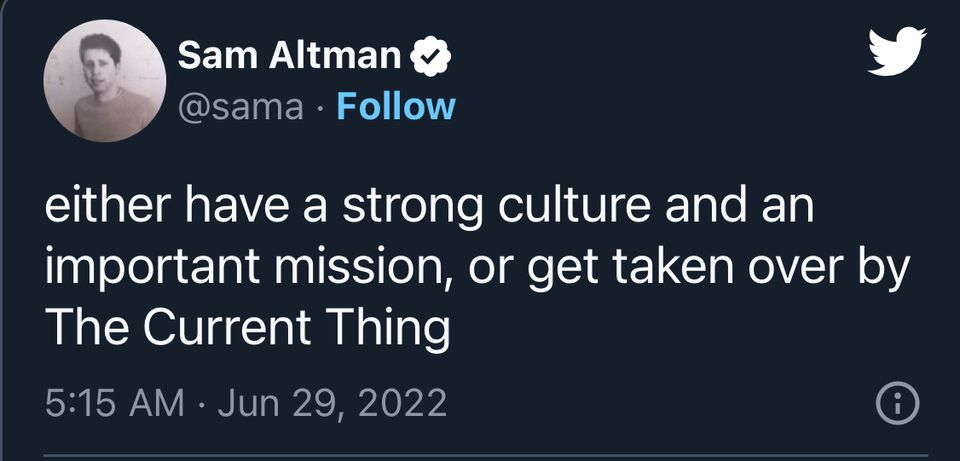 Sam Altman
@sama · Follow
either have a strong culture and an
important mission, or get taken over by
The Current Thing
5:15 AM · Jun 29, 2022